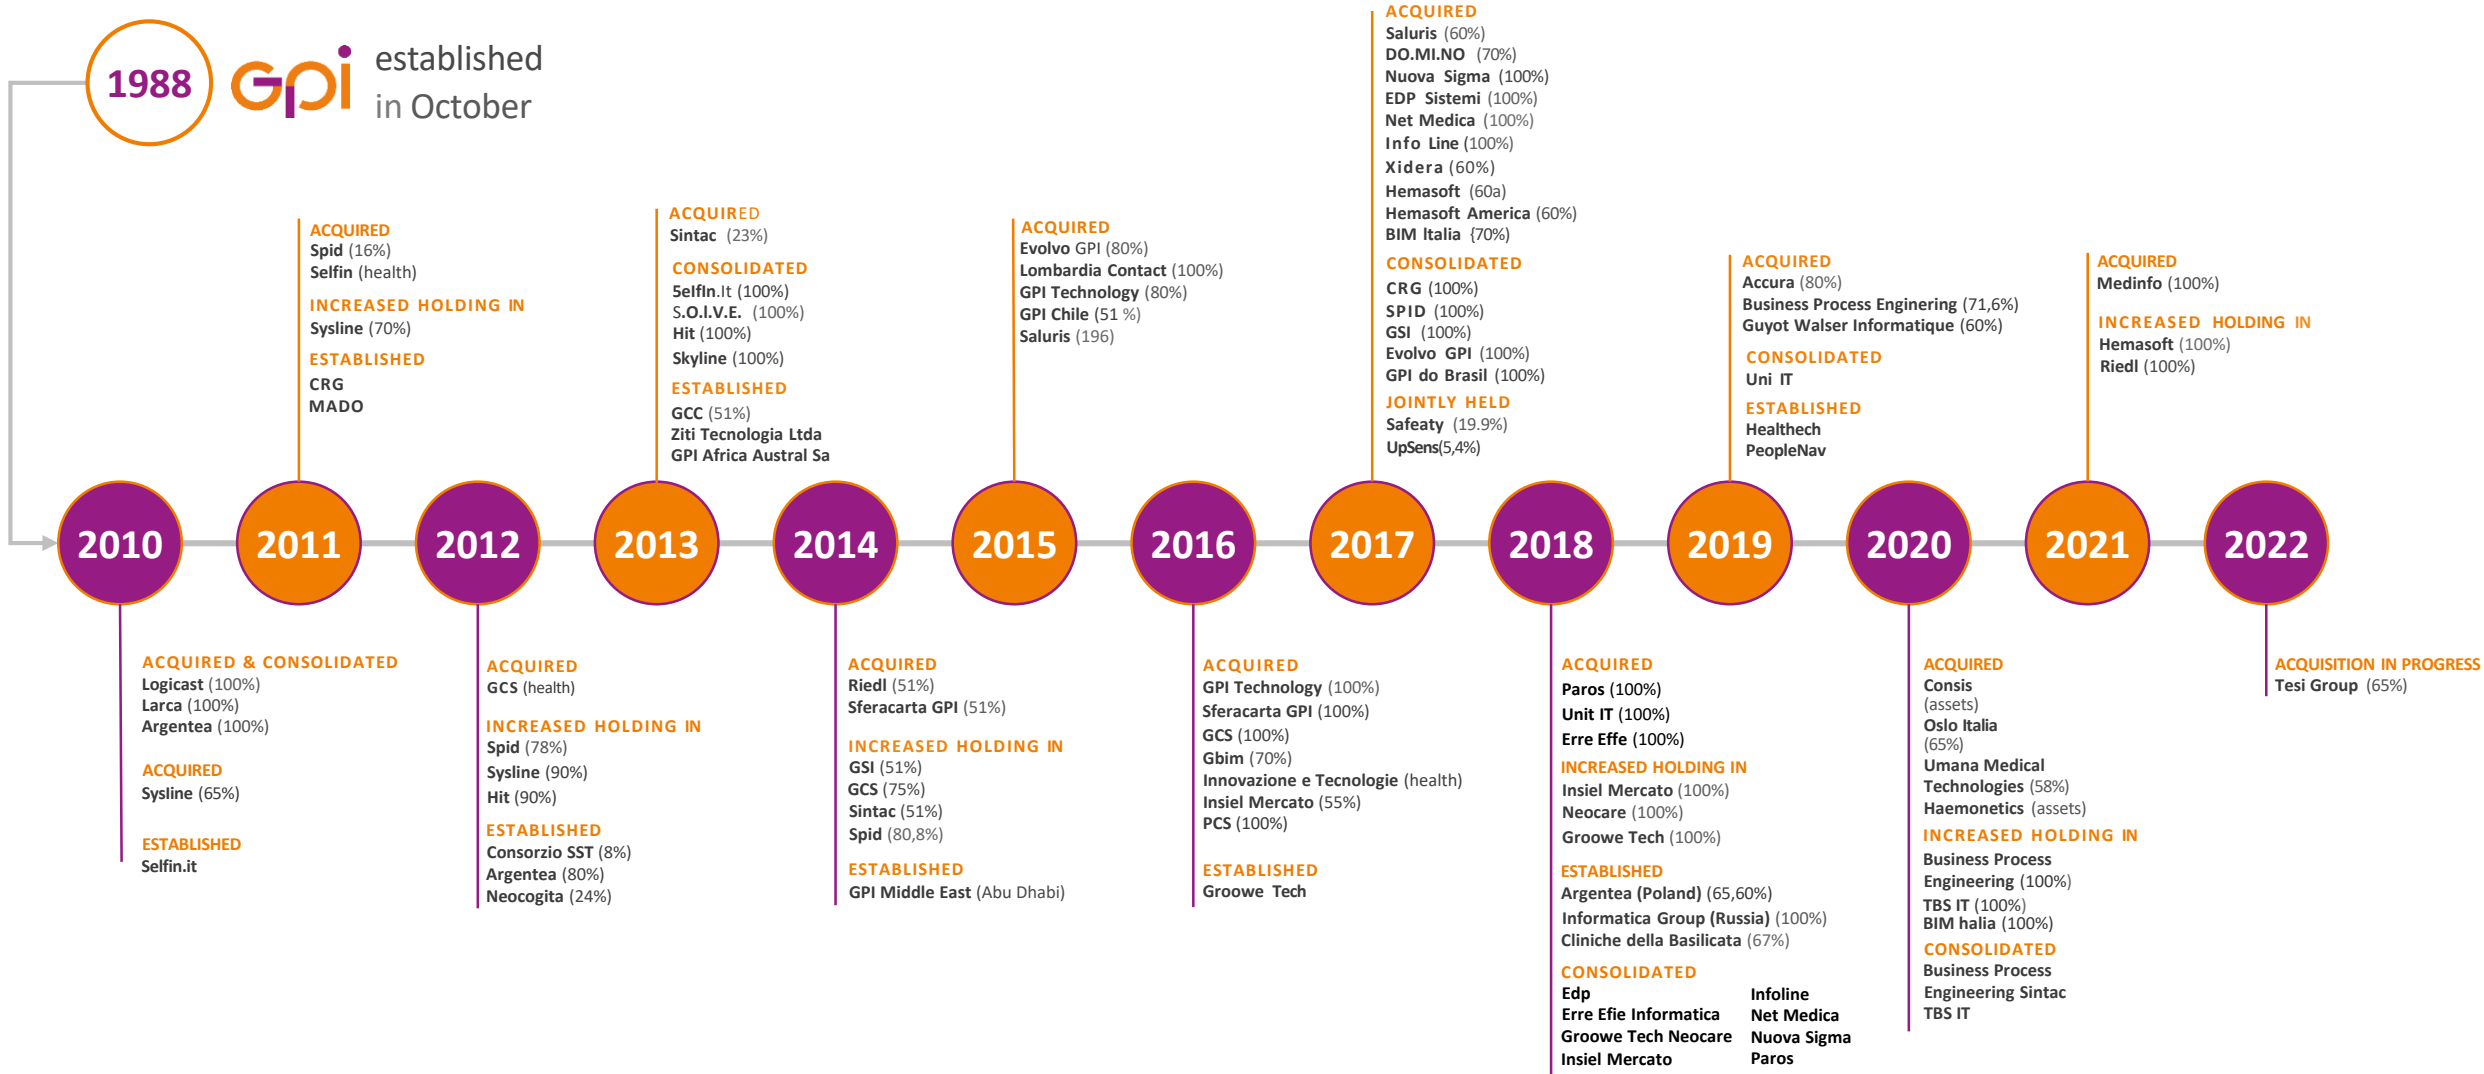 1988
Gpi
established
in October
ACQUIRED
Spid (16%)
Selfin (health)
INCREASED HOLDING IN
Sysline (70%)
ESTABLISHED
CRG
MADO
ACQUIRED
Sintac (23%)
CONSOLIDATED
5elfIn.It (100%)
S.O.l.V.E. (100%)
Hit (100%)
Skyline (100%)
ESTABLISHED
GCC (51%)
Ziti Tecnologia Ltda
GPI Africa Austral Sa
ACQUIRED
Evolvo GPI (80%)
Lombardia Contact (100%)
GPI Technology (80%)
GPI Chile (51 %)
Saluris (196)
ACQUIRED
Saluris (60%)
DO.MI.NO (70%)
Nuova Sigma (100%)
EDP Sistemi (100%)
Net Medica (100%)
Info Line (100%)
Xidera (60%)
Hemasoft (60a)
Hemasoft America (60%)
BIM Italia {70%)
CONSOLIDATED
CRG (100%)
SPID (100%)
GSI (100%)
Evolvo GPI (100%)
GPI do Brasil (100%)
JOINTLY HELD
Safeaty (19.9%)
UpSens(5,4%)
ACQUIRED
Accura (80%)
Business Process Enginering (71,6%)
Guyot Walser Informatique (60%)
CONSOLIDATED
Uni IT
ESTABLISHED
Healthech
PeopleNav
ACQUIRED
Medinfo (100%)
INCREASED HOLDING IN
Hemasoft (100%)
Riedl (100%)
2010
2011
2012
2013
2014
2015
2016
2017
2018
2019
2020
2021
2022
ACQUIRED & CONSOLIDATED
Logicast (100%)
Larca (100%)
Argentea (100%)
ACQUIRED
Sysline (65%)
ESTABLISHED
Selfin.it
ACQUIRED
GCS (health)
INCREASED HOLDING IN
Spid (78%)
Sysline (90%)
Hit (90%)
ESTABLISHED
Consorzio SST (8%)
Argentea (80%)
Neocogita (24%)
ACQUIRED
Riedl (51%)
Sferacarta GPI (51%)
INCREASED HOLDING IN
GSI (51%)
GCS (75%)
Sintac (51%)
Spid (80,8%)
ESTABLISHED
GPI Middle East (Abu Dhabi)
ACQUIRED
GPI Technology (100%)
Sferacarta GPI (100%)
GCS (100%)
Gbim (70%)
Innovazione e Tecnologie (health)
Insiel Mercato (55%)
PCS (100%)
ESTABLISHED
Groowe Tech
ACQUIRED
Paros (100%)
Unit IT (100%)
Erre Effe (100%)
INCREASED HOLDING IN
Insiel Mercato (100%)
Neocare (100%)
Groowe Tech (100%)
ESTABLISHED
Argentea (Poland) (65,60%)
Informatica Group (Russia) (100%)
Cliniche della Basilicata (67%)
CONSOLIDATED
Edp
Erre Efie Informatica
Groowe Tech Neocare
Insiel Mercato
Infoline
Net Medica
Nuova Sigma
Paros
ACQUIRED
Consis
(assets)
Oslo Italia
(65%)
Umana Medical
Technologies (58%)
Haemonetics (assets)
INCREASED HOLDING IN
Business Process
Engineering (100%)
TBS IT (100%)
BIM halia (100%)
CONSOLIDATED
Business Process
Engineering Sintac
TBS IT
ACQUISITION IN PROGRESS
Tesi Group (65%)